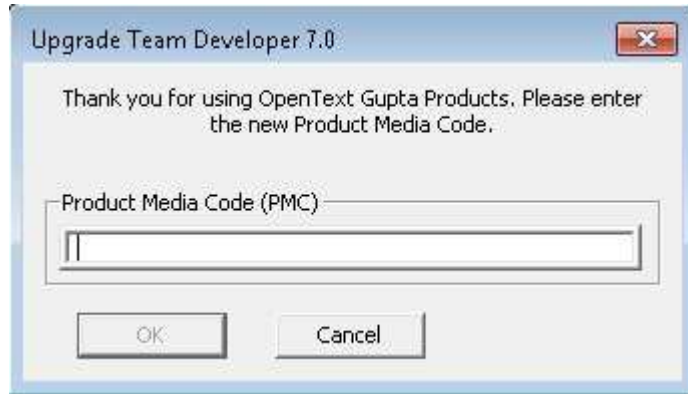 Upgrade Team Developer 7.0
Thank you for using OpenText Gupta Products. Please enter
the new Product Media Code.
Product Media Code (PMC)
OK
Cancel